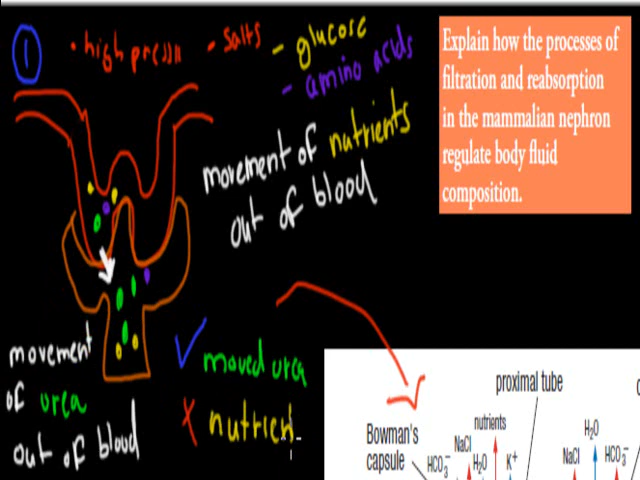 1
• high pressu
- salts
- glucose
- amino acids
movement of nutrients
out of blood
Explain how the processes of
filtration and reabsorption
in the mammalian nephron
regulate body fluid
composition.
movement
of urea
out of blood
✓ moved urea
x nutrien
Bowman's
capsule
proximal tube
HCO₃⁻
NaCl
H₂O
nutrients
K⁺
NaCl
H₂O
HCO₃⁻